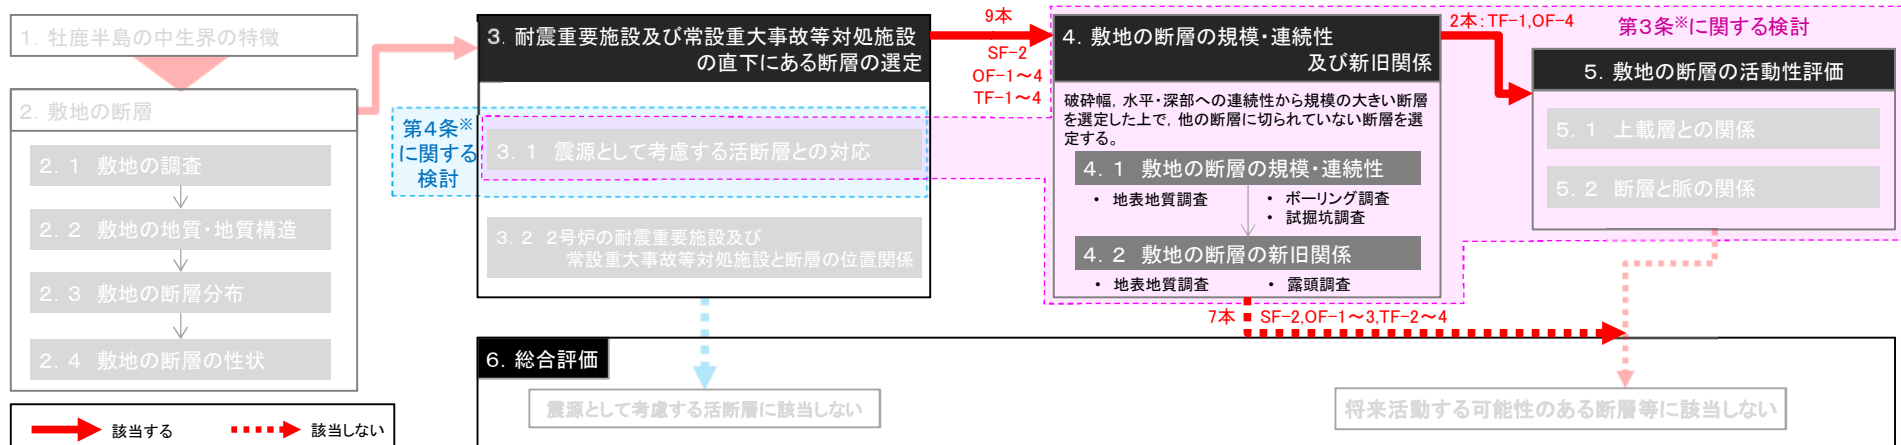 1. 牡鹿半島の中生界の特徴
2. 敷地の断層
2. 1 敷地の調査
2. 2 敷地の地質・地質構造
2. 3 敷地の断層分布
2. 4 敷地の断層の性状
該当する
該当しない
3. 耐震重要施設及び常設重大事故等対処施設
の直下にある断層の選定
第4条※
に関する
検討
3. 1 震源として考慮する活断層との対応
3. 2 2号炉の耐震重要施設及び
常設重大事故等対処施設と断層の位置関係
9本
SF-2
OF-1～4
TF-1～4
4. 敷地の断層の規模・連続性
及び新旧関係
破砕幅，水平・深部への連続性から規模の大きい断層
を選定した上で，他の断層に切られていない断層を選
定する。
4. 1 敷地の断層の規模・連続性
• 地表地質調査
• ボーリング調査
• 試掘坑調査
4. 2 敷地の断層の新旧関係
• 地表地質調査
• 露頭調査
2本：TF-1,OF-4
第3条※に関する検討
5. 敷地の断層の活動性評価
5. 1 上載層との関係
5. 2 断層と脈の関係
7本 SF-2,OF-1～3,TF-2～4
6. 総合評価
震源として考慮する活断層に該当しない
将来活動する可能性のある断層等に該当しない